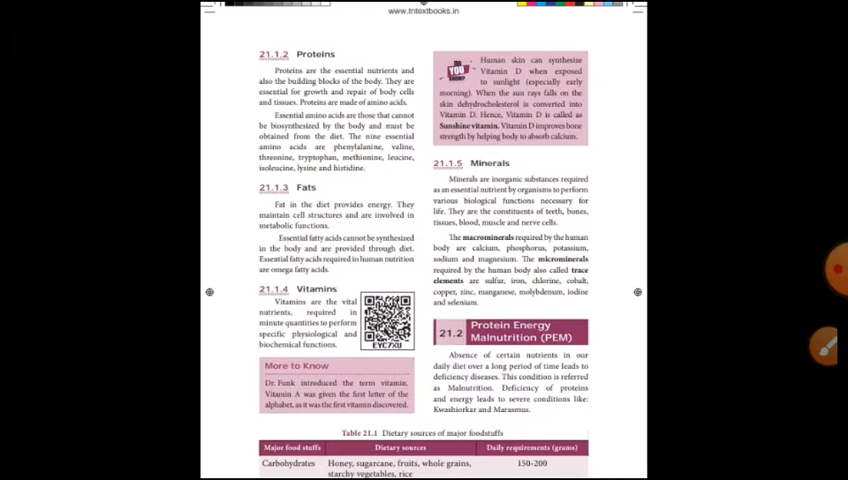 www.tntextbooks.in
21.1.2 Proteins
Proteins are the essential nutrients and
also the building blocks of the body. They are
essential for growth and repair of body cells
and tissues. Proteins are made of amino acids.
Essential amino acids are those that cannot
be biosynthesized by the body and must be
obtained from the diet. The nine essential
amino acids are phenylalanine, valine,
threonine, tryptophan, methionine, leucine,
isoleucine, lysine and histidine.
21.1.3 Fats
Fat in the diet provides energy. They
maintain cell structures and are involved in
metabolic functions.
Essential fatty acids cannot be synthesized
in the body and are provided through diet.
Essential fatty acids required in human nutrition
are omega fatty acids.
21.1.4 Vitamins
Vitamins are the vital
nutrients, required in
minute quantities to perform
specific physiological and
biochemical functions.
EYC7XU
More to Know
Dr. Funk introduced the term vitamin.
Vitamin A was given the first letter of the
alphabet, as it was the first vitamin discovered.
DO
YOU
KNOW?
Human skin can synthesize
Vitamin D when exposed
to sunlight (especially early
morning). When the sun rays falls on the
skin dehydrocholesterol is converted into
Vitamin D. Hence, Vitamin D is called as
Sunshine vitamin. Vitamin D improves bone
strength by helping body to absorb calcium.
21.1.5 Minerals
Minerals are inorganic substances required
as an essential nutrient by organisms to perform
various biological functions necessary for
life. They are the constituents of teeth, bones,
tissues, blood, muscle and nerve cells.
The macrominerals required by the human
body are calcium, phosphorus, potassium,
sodium and magnesium. The microminerals
required by the human body also called trace
elements are sulfur, iron, chlorine, cobalt,
copper, zinc, manganese, molybdenum, iodine
and selenium.
21.2 Protein Energy
Malnutrition (PEM)
Absence of certain nutrients in our
daily diet over a long period of time leads to
deficiency diseases. This condition is referred
as Malnutrition. Deficiency of proteins
and energy leads to severe conditions like:
Kwashiorkar and Marasmus.
Table 21.1 Dietary sources of major foodstuffs
Major food stuffs Dietary sources Daily requirements (grams)
Carbohydrates Honey, sugarcane, fruits, whole grains, 150-200
starchy vegetables, rice